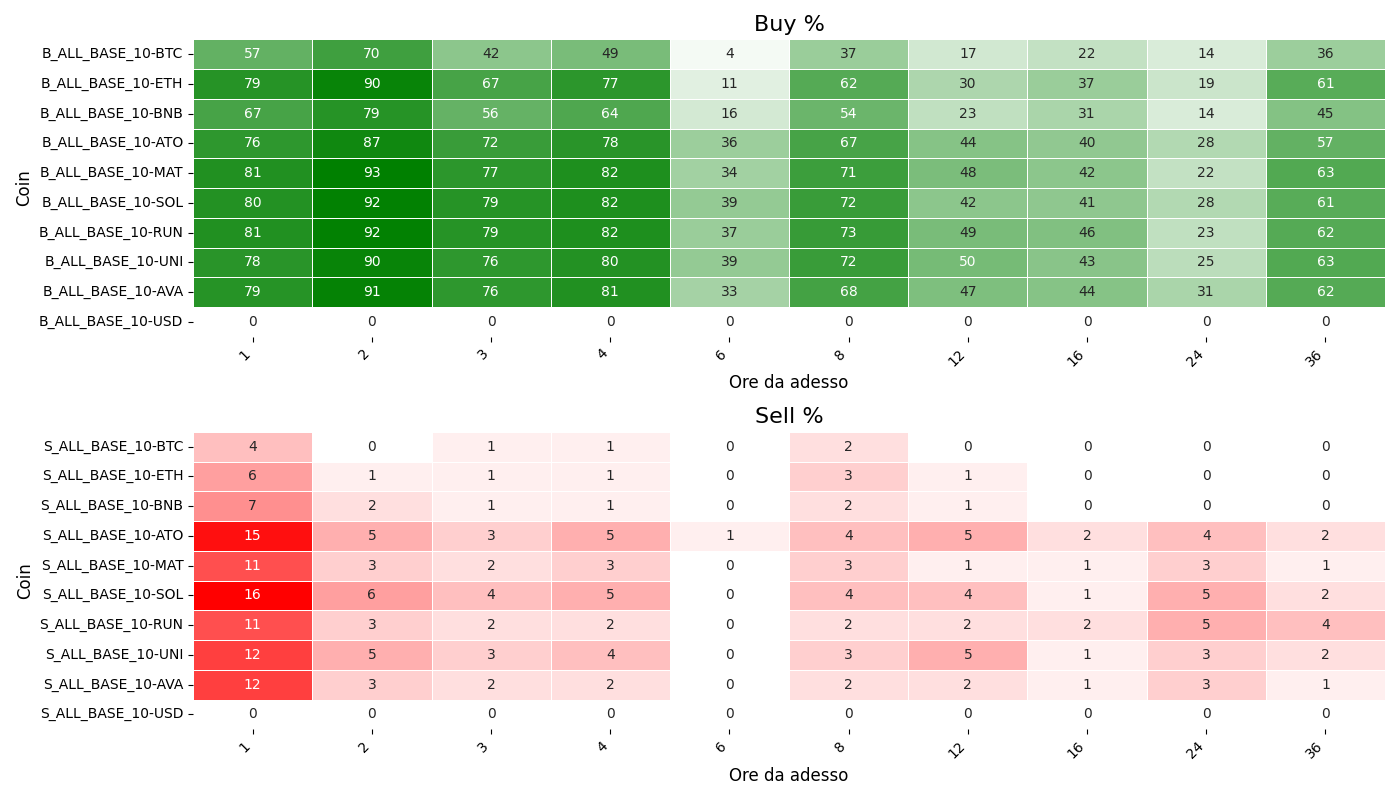 Buy %
Coin
B_ALL_BASE_10-BTC 57 70 42 49 4 37 17 22 14 36
B_ALL_BASE_10-ETH 79 90 67 77 11 62 30 37 19 61
B_ALL_BASE_10-BNB 67 79 56 64 16 54 23 31 14 45
B_ALL_BASE_10-ATO 76 87 72 78 36 67 44 40 28 57
B_ALL_BASE_10-MAT 81 93 77 82 34 71 48 42 22 63
B_ALL_BASE_10-SOL 80 92 79 82 39 72 42 41 28 61
B_ALL_BASE_10-RUN 81 92 79 82 37 73 49 46 23 62
B_ALL_BASE_10-UNI 78 90 76 80 39 72 50 43 25 63
B_ALL_BASE_10-AVA 79 91 76 81 33 68 47 44 31 62
B_ALL_BASE_10-USD 0 0 0 0 0 0 0 0 0 0
1 2 3 4 6 8 12 16 24 36
Ore da adesso
Sell %
Coin
S_ALL_BASE_10-BTC 4 0 1 1 0 2 0 0 0 0
S_ALL_BASE_10-ETH 6 1 1 1 0 3 1 0 0 0
S_ALL_BASE_10-BNB 7 2 1 1 0 2 1 0 0 0
S_ALL_BASE_10-ATO 15 5 3 5 1 4 5 2 4 2
S_ALL_BASE_10-MAT 11 3 2 3 0 3 1 1 3 1
S_ALL_BASE_10-SOL 16 6 4 5 0 4 4 1 5 2
S_ALL_BASE_10-RUN 11 3 2 2 0 2 2 2 5 4
S_ALL_BASE_10-UNI 12 5 3 4 0 3 5 1 3 2
S_ALL_BASE_10-AVA 12 3 2 2 0 2 2 1 3 1
S_ALL_BASE_10-USD 0 0 0 0 0 0 0 0 0 0
1 2 3 4 6 8 12 16 24 36
Ore da adesso